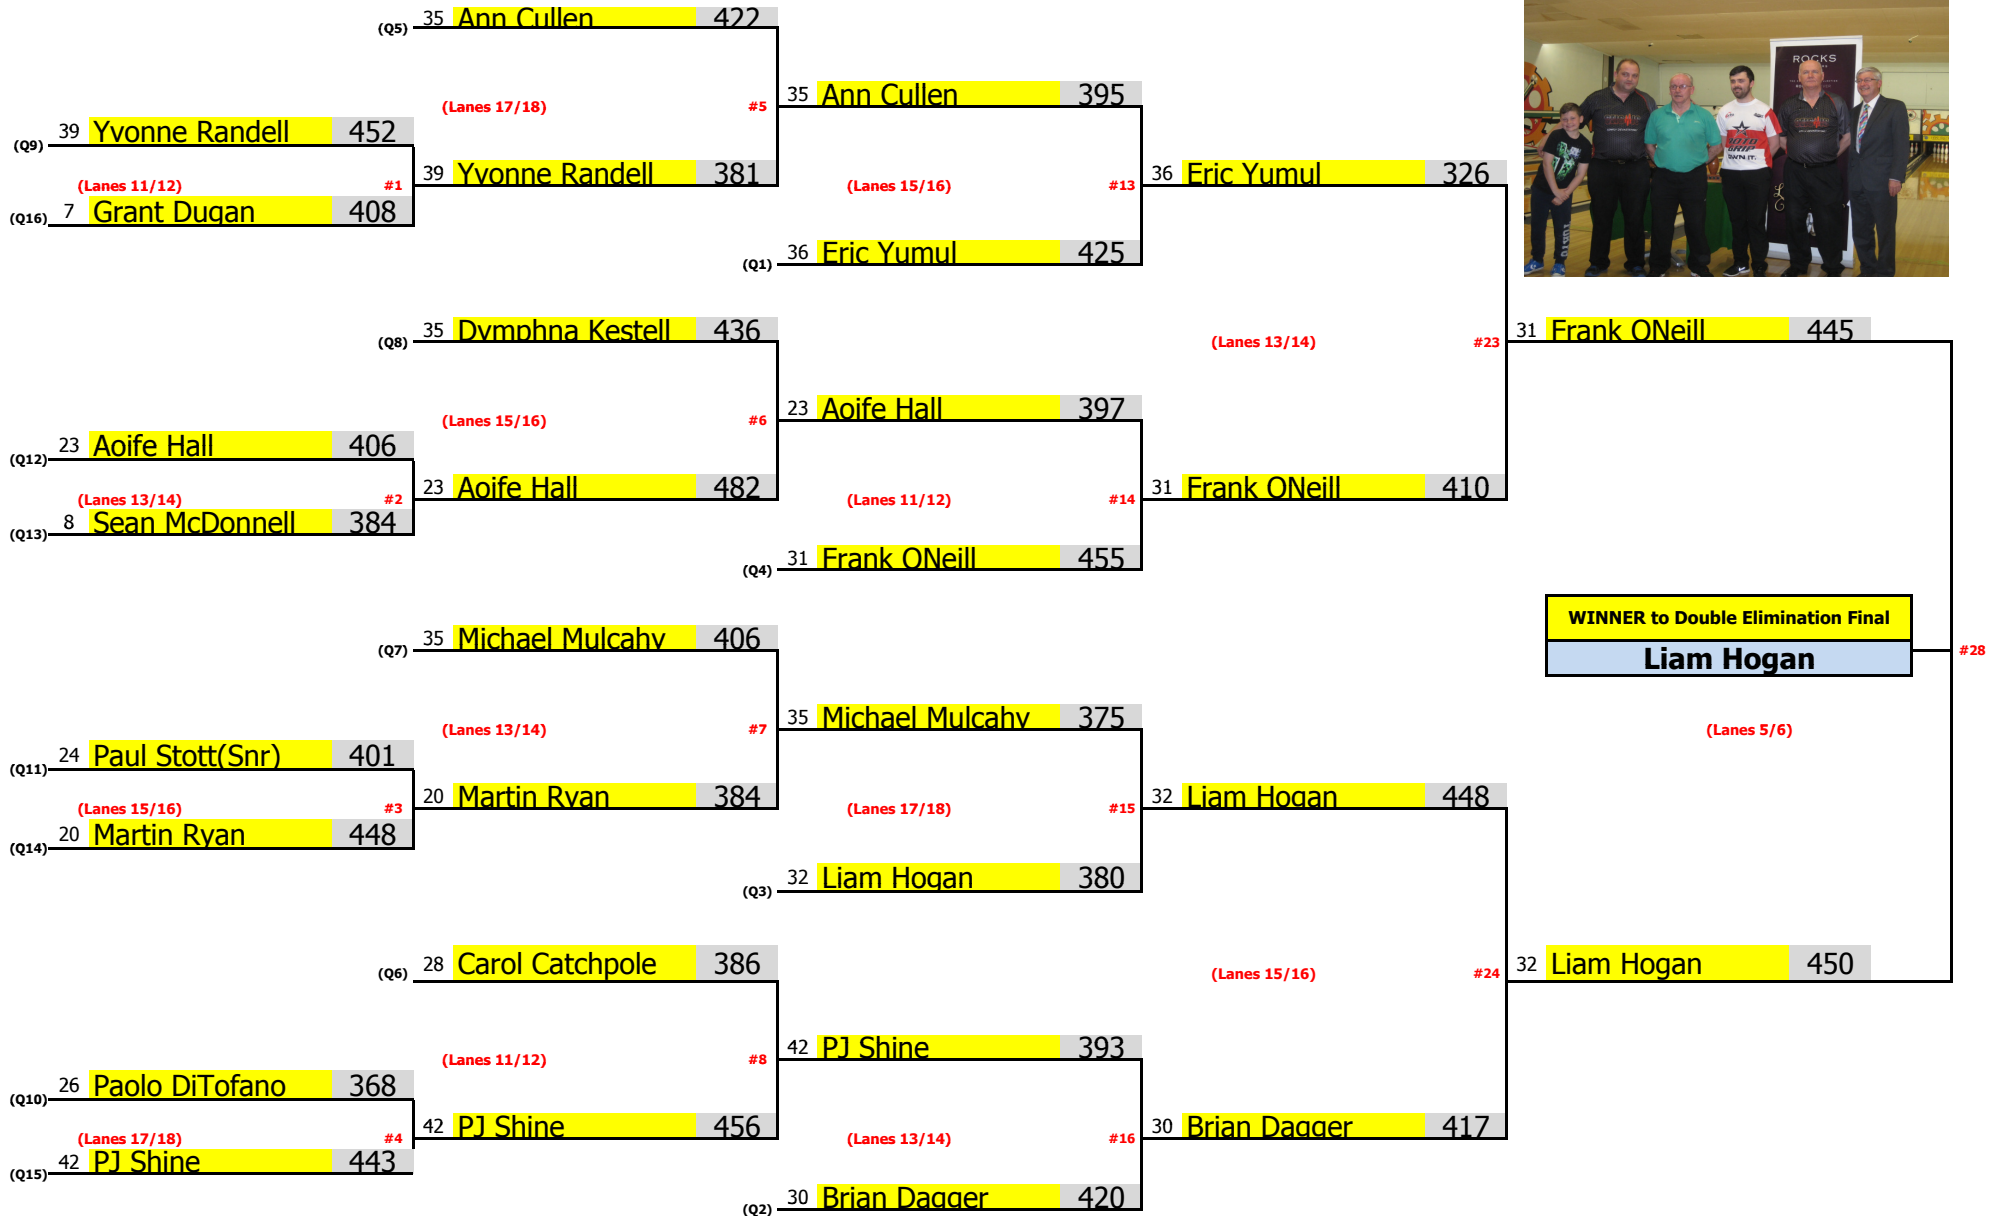 (Q5) 35 Ann Cullen 422
(Lanes 17/18) #5
35 Ann Cullen 395
(Q9) 39 Yvonne Randell 452
(Lanes 11/12) #1
39 Yvonne Randell 381
(Q16) 7 Grant Dugan 408
(Lanes 15/16) #13
36 Eric Yumul 326
(Q1) 36 Eric Yumul 425
(Q8) 35 Dymphna Kestell 436
(Lanes 13/14) #23
31 Frank ONeill 445
(Lanes 15/16) #6
23 Aoife Hall 397
(Q12) 23 Aoife Hall 406
(Lanes 13/14) #2
23 Aoife Hall 482
(Q13) 8 Sean McDonnell 384
(Lanes 11/12) #14
31 Frank ONeill 410
(Q4) 31 Frank ONeill 455
WINNER to Double Elimination Final
Liam Hogan
#28
(Lanes 5/6)
(Q7) 35 Michael Mulcahy 406
(Lanes 13/14) #7
35 Michael Mulcahy 375
(Q11) 24 Paul Stott(Snr) 401
(Lanes 15/16) #3
20 Martin Ryan 384
(Q14) 20 Martin Ryan 448
(Lanes 17/18) #15
32 Liam Hogan 448
(Q3) 32 Liam Hogan 380
(Q6) 28 Carol Catchpole 386
(Lanes 15/16) #24
32 Liam Hogan 450
(Lanes 11/12) #8
42 PJ Shine 393
(Q10) 26 Paolo DiTofano 368
(Lanes 17/18) #4
42 PJ Shine 456
(Q15) 42 PJ Shine 443
(Lanes 13/14) #16
30 Brian Dagger 417
(Q2) 30 Brian Dagger 420
ROCKS
ROTO
GRIP
OWN IT.